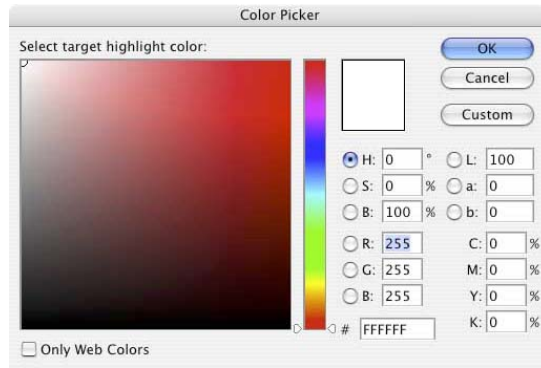 Color Picker
Select target highlight color:
OK
Cancel
Custom
H: 0 °
L: 100
S: 0 %
a: 0
B: 100 %
b: 0
R: 255
C: 0 %
G: 255
M: 0 %
B: 255
Y: 0 %
# FFFFFF
K: 0 %
Only Web Colors